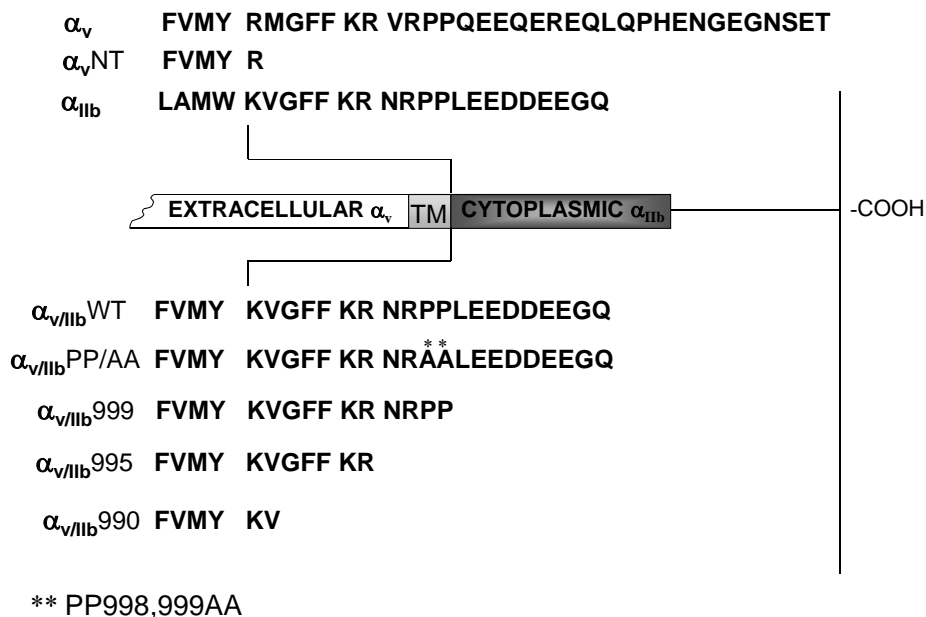 αv FVMY RMGFF KR VRPPQEEQEREQLQPHENGEGNSET
αvNT FVMY R
αIIb LAMW KVGFF KR NRPPLEEDDEEGQ
EXTRACELLULAR αv TM CYTOPLASMIC αIIb -COOH
αv/IIbWT FVMY KVGFF KR NRPPLEEDDEEGQ
* *
αv/IIbPP/AA FVMY KVGFF KR NRAALEEDDEEGQ
αv/IIb999 FVMY KVGFF KR NRPP
αv/IIb995 FVMY KVGFF KR
αv/IIb990 FVMY KV
** PP998,999AA